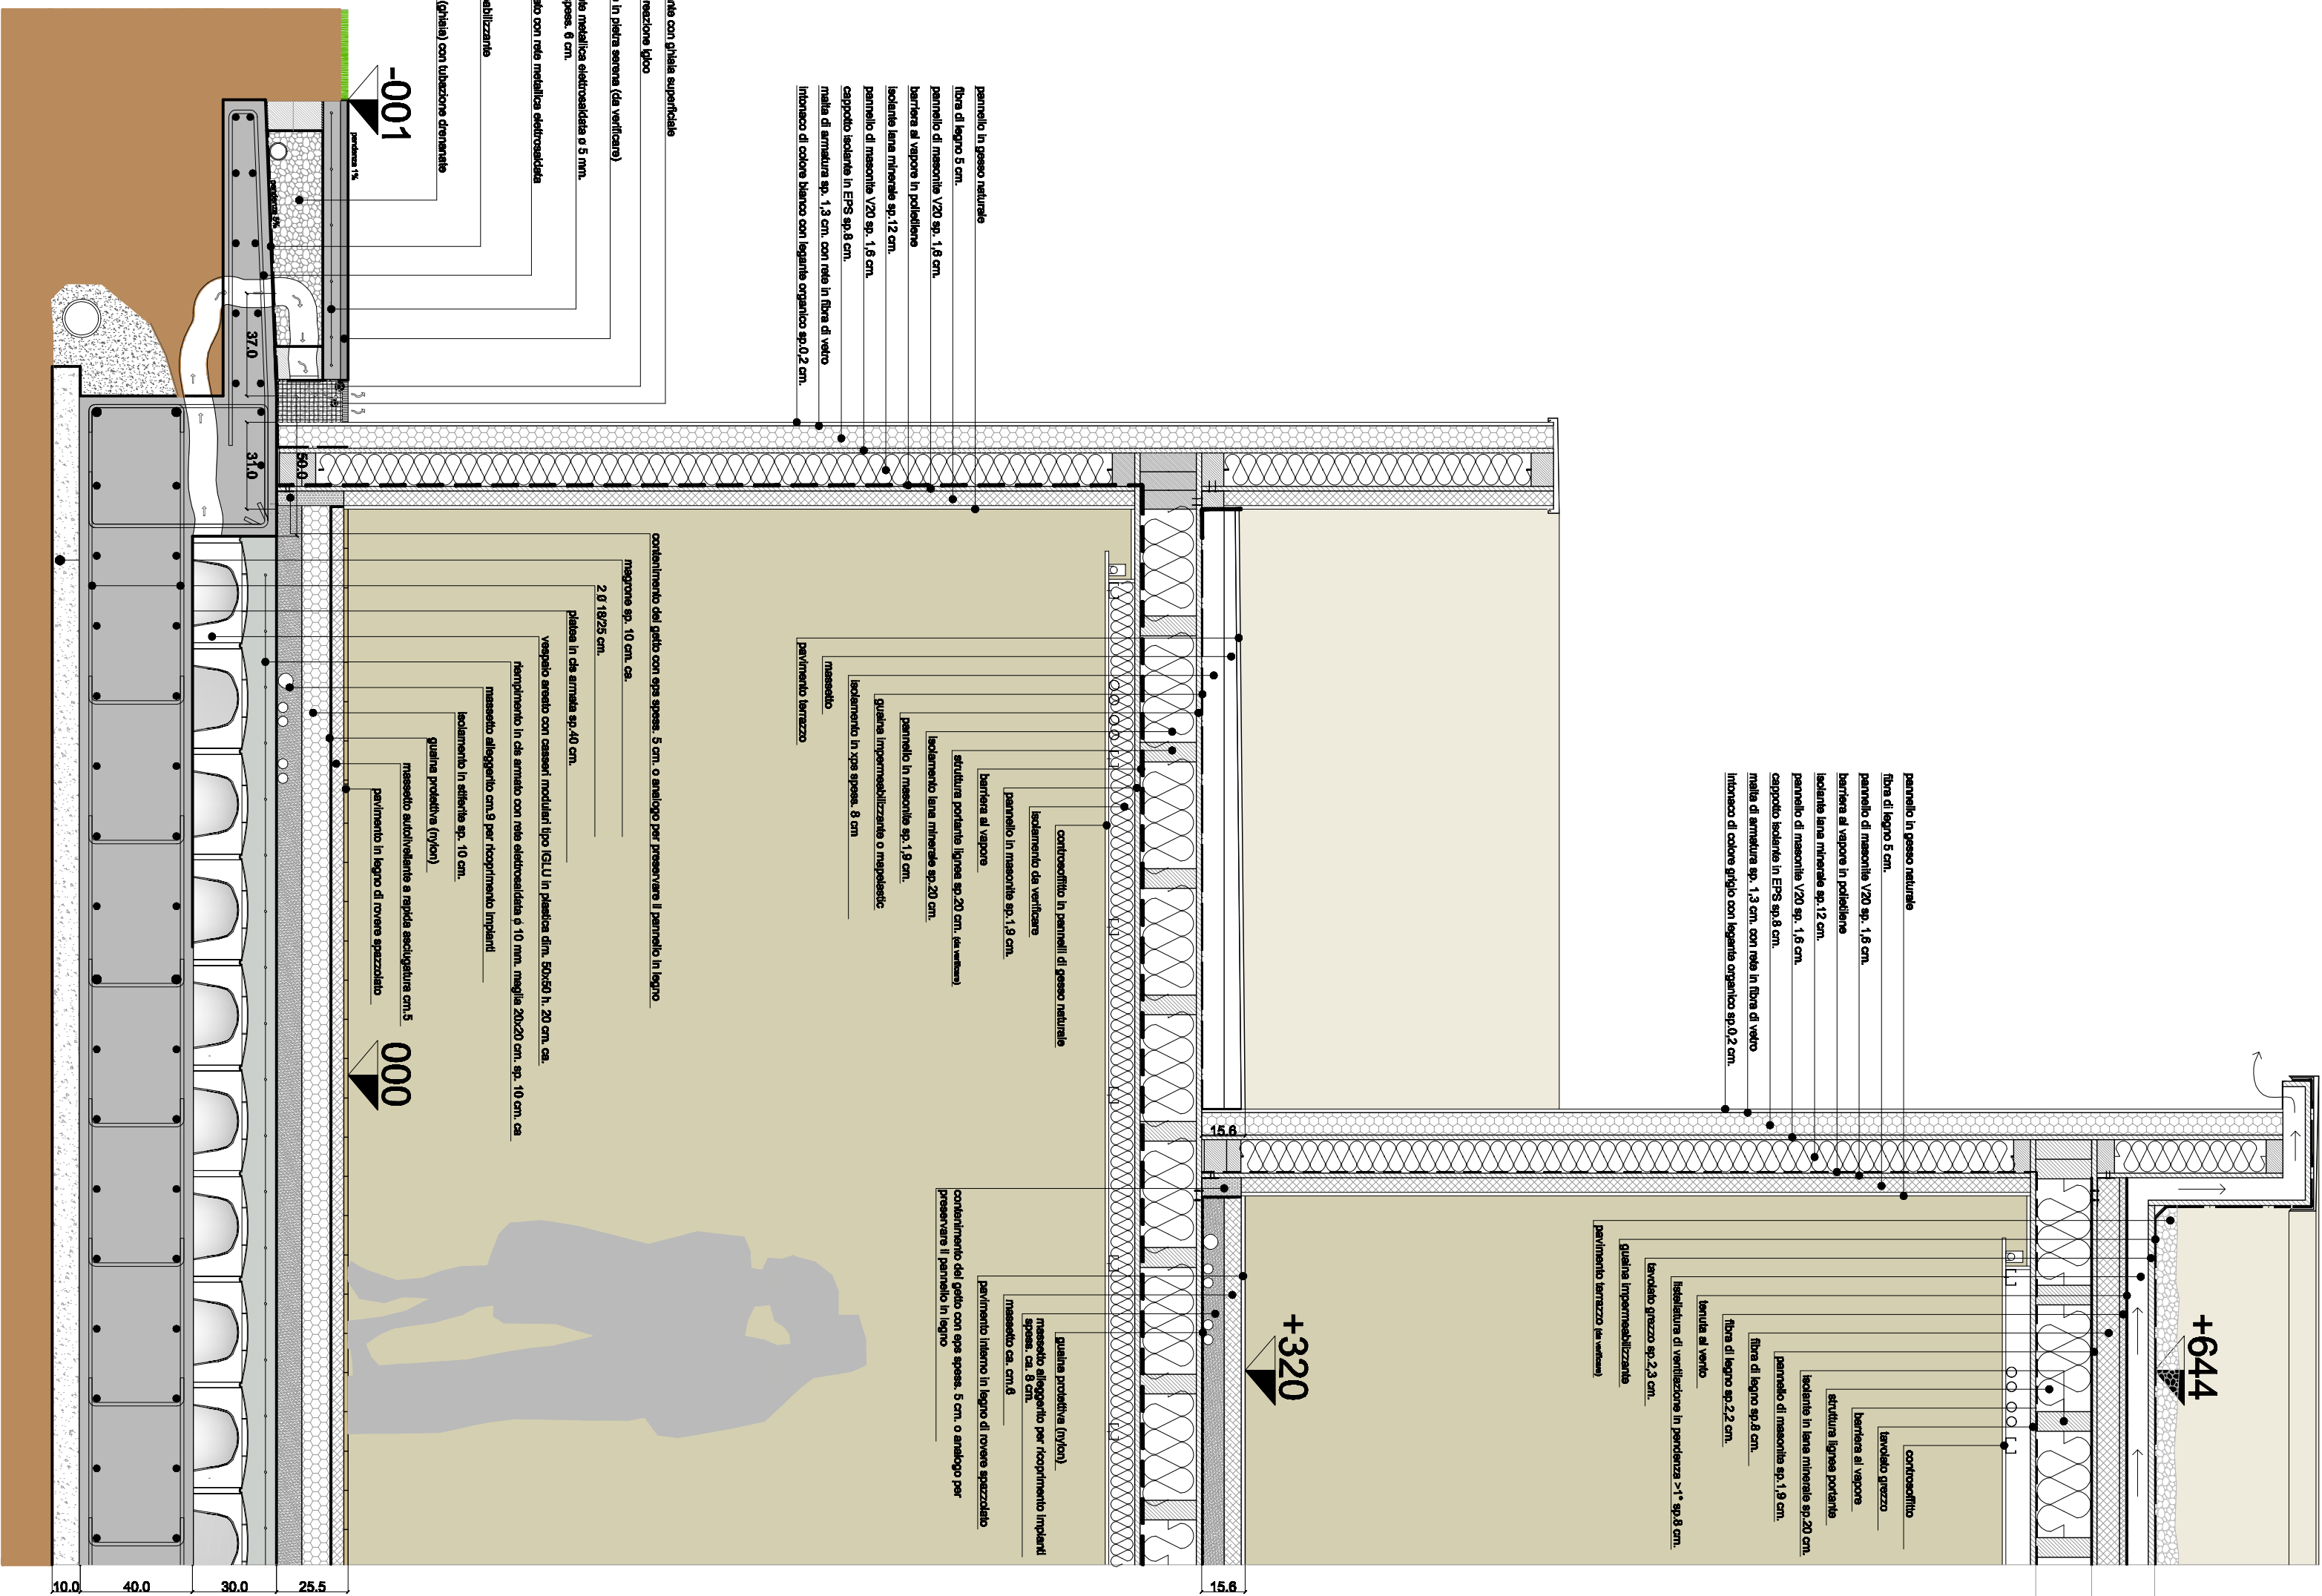 nte con ghiaia superficiale
reazione igloo
o in pietra serena (da verificare)
te metallica elettrosaldata ø 5 mm.
pess. 6 cm.
ato con rete metallica elettrosaldata
abilizzante
(ghiaia) con tubazione drenanate
-001
pendenza 1%
pendenza 5%
pannello in gesso naturale
fibra di legno 5 cm.
pannello di masonite V20 sp. 1,6 cm.
barriera al vapore in polietilene
isolante lana minerale sp.12 cm.
pannello di masonite V20 sp. 1,6 cm.
cappotto isolante in EPS sp.8 cm.
malta di armatura sp. 1,3 cm. con rete in fibra di vetro
intonaco di colore bianco con legante organico sp.0,2 cm.
37.0
31.0
50.0
contenimento del getto con eps spess. 5 cm. o analogo per preservare il pannello in legno
magrone sp. 10 cm. ca.
2 Ø 18/25 cm.
platea in cls armata sp.40 cm.
vespaio areato con casseri modulari tipo IGLU in plastica dim. 50x50 h. 20 cm. ca.
riempimento in cls armato con rete elettrosaldata ø 10 mm. maglia 20x20 cm. sp. 10 cm. ca
massetto alleggerito cm.9 per ricoprimento impianti
isolamento in stiferite sp. 10 cm.
guaina protettiva (nylon)
massetto autolivellante a rapida asciugatura cm.5
pavimento in legno di rovere spazzolato
000
controsoffitto in pannelli di gesso naturale
isolamento da verificare
pannello in masonite sp.1,9 cm.
barriera al vapore
struttura portante lignea sp.20 cm. (da verificare)
isolamento lana minerale sp.20 cm.
pannello in masonite sp.1,9 cm.
guaina impermeabilizzante o mapelastic
isolamento in xps spess. 8 cm
massetto
pavimento terrazzo
pannello in gesso naturale
fibra di legno 5 cm.
pannello di masonite V20 sp. 1,6 cm.
barriera al vapore in polietilene
isolante lana minerale sp.12 cm.
pannello di masonite V20 sp. 1,6 cm.
cappotto isolante in EPS sp.8 cm.
malta di armatura sp. 1,3 cm. con rete in fibra di vetro
intonaco di colore grigio con legante organico sp.0,2 cm.
15.6
guaina protettiva (nylon)
massetto alleggerito per ricoprimento impianti
spess. ca. 8 cm.
massetto ca. cm.6
pavimento interno in legno di rovere spazzolato
contenimento del getto con eps spess. 5 cm. o analogo per
preservare il pannello in legno
+320
+644
controsoffitto
tavolato grezzo
barriera al vapore
struttura lignea portante
isolante in lana minerale sp.20 cm.
pannello di masonite sp.1,9 cm.
fibra di legno sp.8 cm.
fibra di legno sp.2,2 cm.
tenuta al vento
listellatura di ventilazione in pendenza >1° sp.8 cm.
tavolato grezzo sp.2,3 cm.
guaina impermeabilizzante
pavimento terrazzo (da verificare)
10.0
40.0
30.0
25.5
15.6